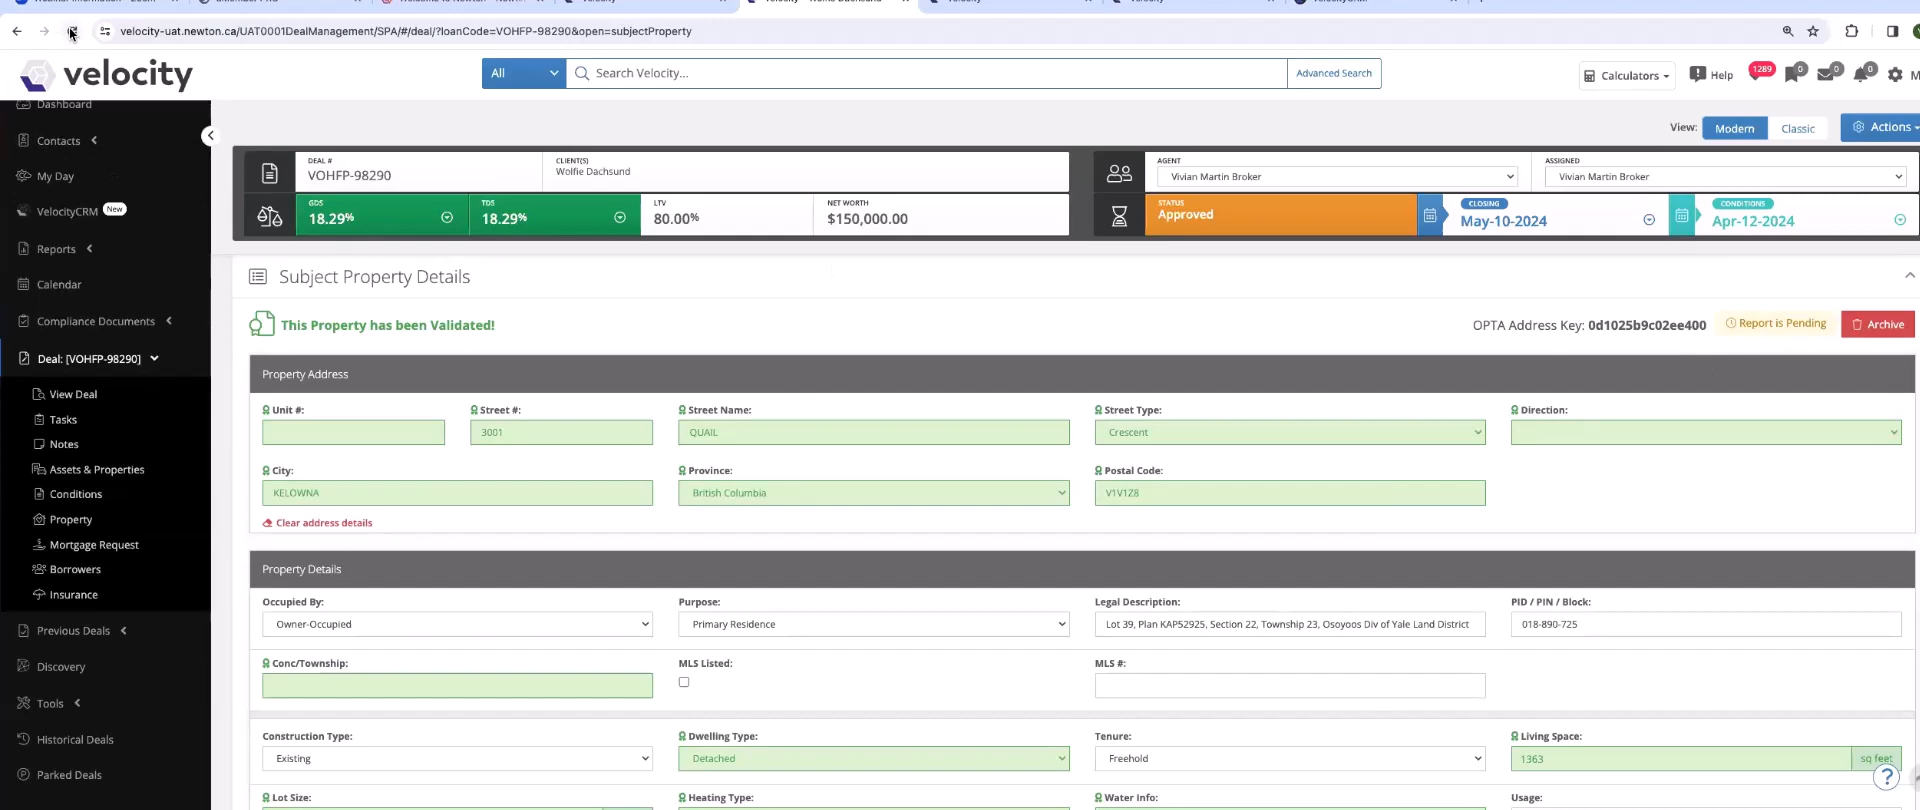 velocity-uat.newton.ca/UAT0001DealManagement/SPA/#/deal/?loanCode=VOHFP-98290&open=subjectProperty
velocity
All
Search Velocity...
Advanced Search
Calculators
Help
1289
0
0
0
Dashboard
Contacts
My Day
VelocityCRM New
Reports
Calendar
Compliance Documents
Deal: [VOHFP-98290]
View Deal
Tasks
Notes
Assets & Properties
Conditions
Property
Mortgage Request
Borrowers
Insurance
Previous Deals
Discovery
Tools
Historical Deals
Parked Deals
View: Modern Classic
Actions
DEAL #
VOHFP-98290
CLIENT(S)
Wolfie Dachsund
AGENT
Vivian Martin Broker
ASSIGNED
Vivian Martin Broker
GDS
18.29%
TDS
18.29%
LTV
80.00%
NET WORTH
$150,000.00
STATUS
Approved
CLOSING
May-10-2024
CONDITIONS
Apr-12-2024
Subject Property Details
This Property has been Validated!
OPTA Address Key: 0d1025b9c02ee400
Report is Pending
Archive
Property Address
Unit #:
Street #:
3001
Street Name:
QUAIL
Street Type:
Crescent
Direction:
City:
KELOWNA
Province:
British Columbia
Postal Code:
V1V1Z8
Clear address details
Property Details
Occupied By:
Owner-Occupied
Purpose:
Primary Residence
Legal Description:
Lot 39, Plan KAP52925, Section 22, Township 23, Osoyoos Div of Yale Land District
PID / PIN / Block:
018-890-725
Conc/Township:
MLS Listed:
MLS #:
Construction Type:
Existing
Dwelling Type:
Detached
Tenure:
Freehold
Living Space:
1363
sq feet
Lot Size:
Heating Type:
Water Info:
Usage:
?